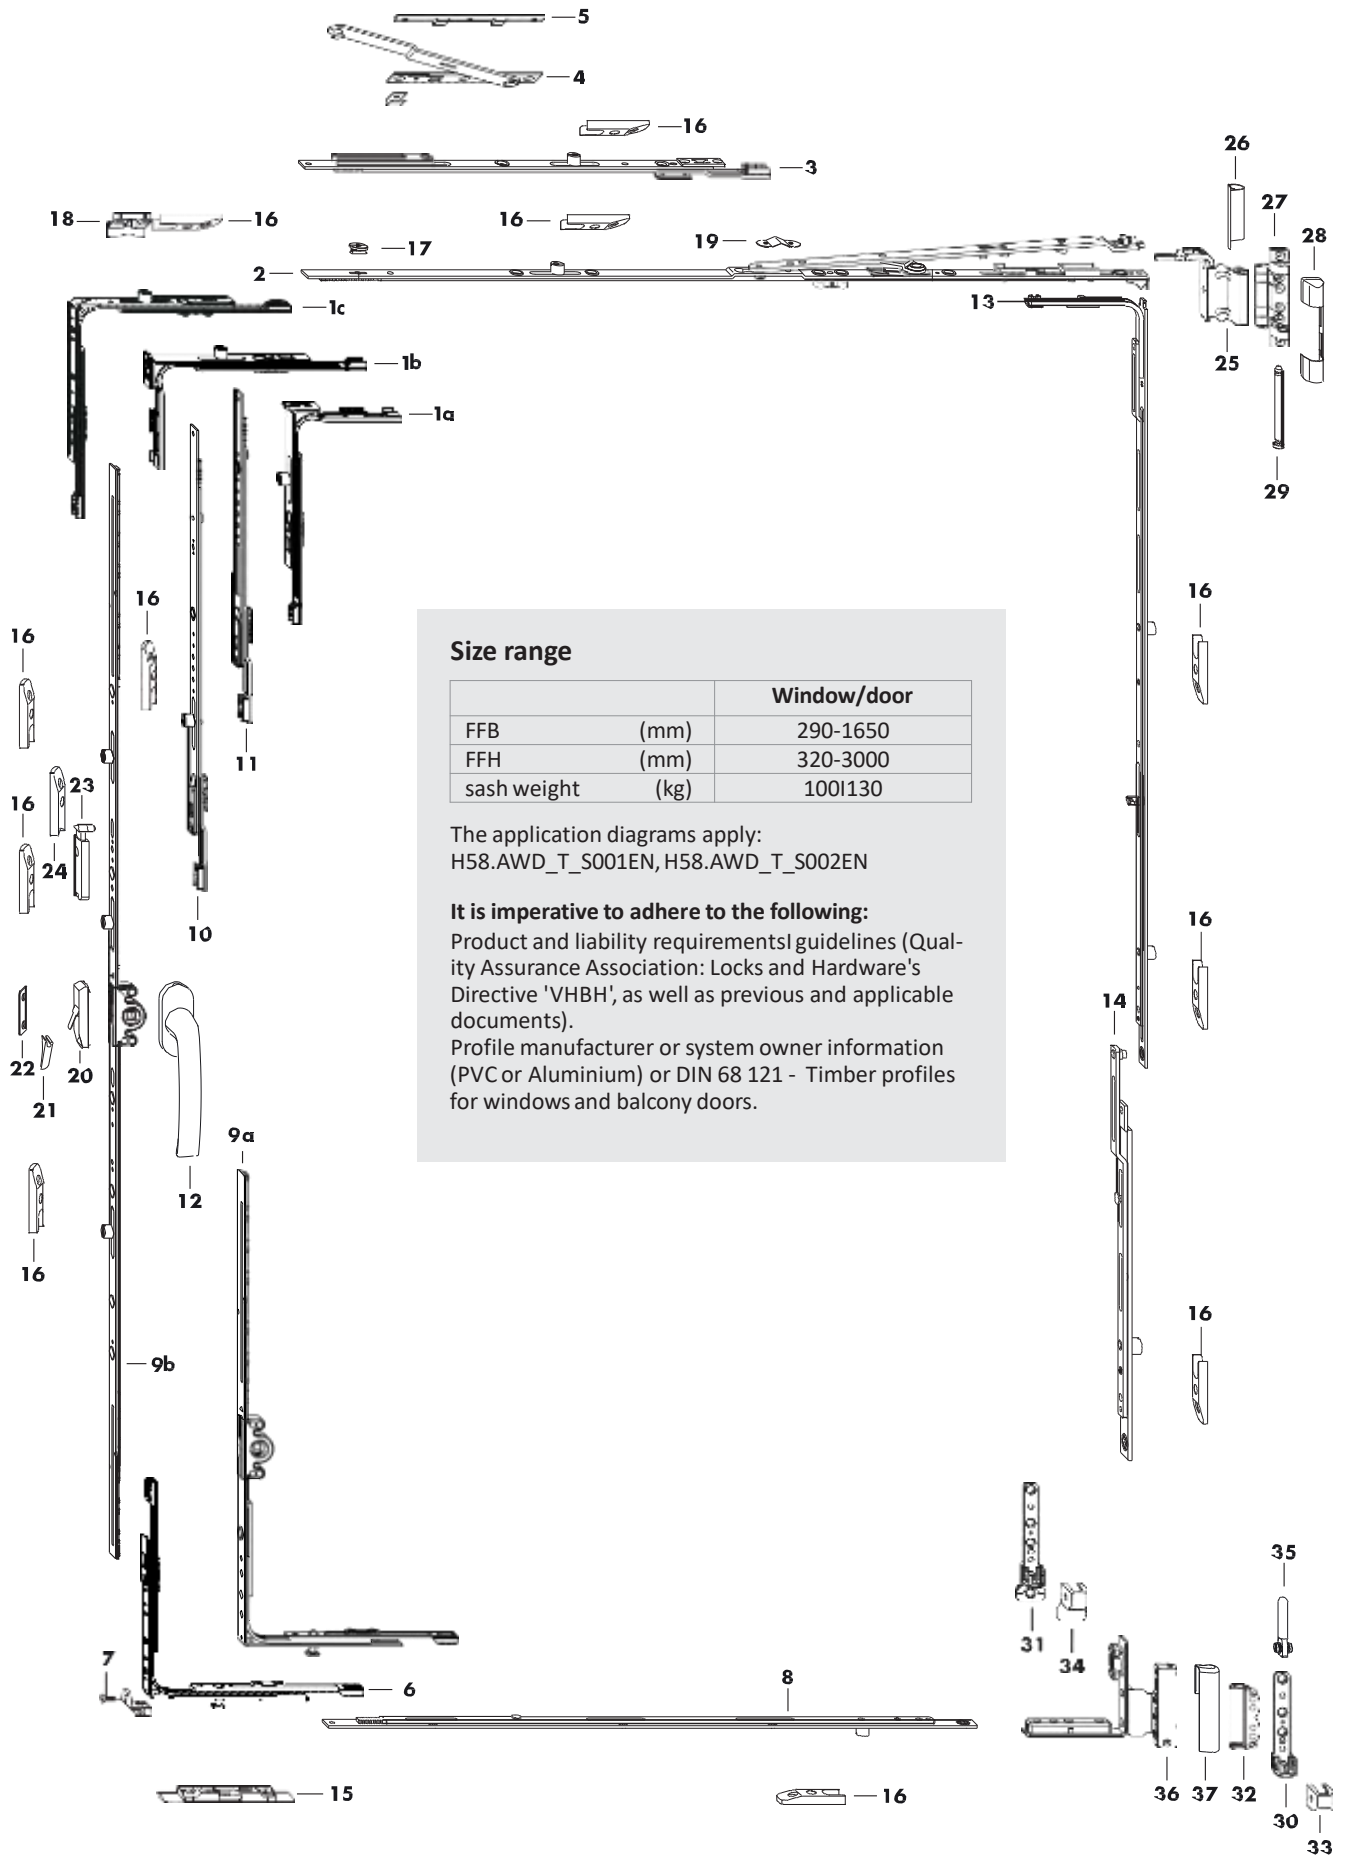 5
4
16
3
26
27
28
18
16
16
17
19
2
1c
13
1b
25
1a
29
16
16
16
11
23
16
24
10
22
20
21
12
9a
16
9b
Size range
Window/door
FFB (mm) 290-1650
FFH (mm) 320-3000
sash weight (kg) 100I130
The application diagrams apply:
H58.AWD_T_S001EN, H58.AWD_T_S002EN
It is imperative to adhere to the following:
Product and liability requirementsI guidelines (Qual-
ity Assurance Association: Locks and Hardware's
Directive 'VHBH', as well as previous and applicable
documents).
Profile manufacturer or system owner information
(PVC or Aluminium) or DIN 68 121 - Timber profiles
for windows and balcony doors.
16
14
16
35
31
34
7
6
8
15
16
36
37
32
30
33